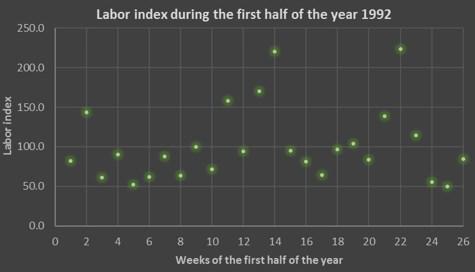 Labor index during the first half of the year 1992
250.0
200.0
150.0
100.0
50.0
0.0
Labor index
0 2 4 6 8 10 12 14 16 18 20 22 24 26
Weeks of the first half of the year